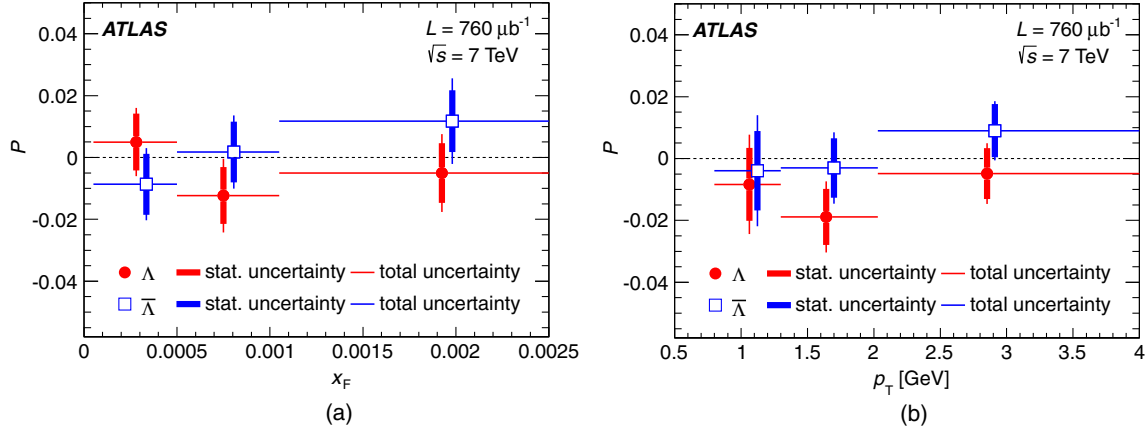 ATLAS
L = 760 μb⁻¹
√s = 7 TeV
P
0.04
0.02
0
-0.02
-0.04
Λ stat. uncertainty total uncertainty
Λ̅ stat. uncertainty total uncertainty
0 0.0005 0.001 0.0015 0.002 0.0025
x_F
(a)
ATLAS
L = 760 μb⁻¹
√s = 7 TeV
P
0.04
0.02
0
-0.02
-0.04
Λ stat. uncertainty total uncertainty
Λ̅ stat. uncertainty total uncertainty
0.5 1 1.5 2 2.5 3 3.5 4
p_T [GeV]
(b)